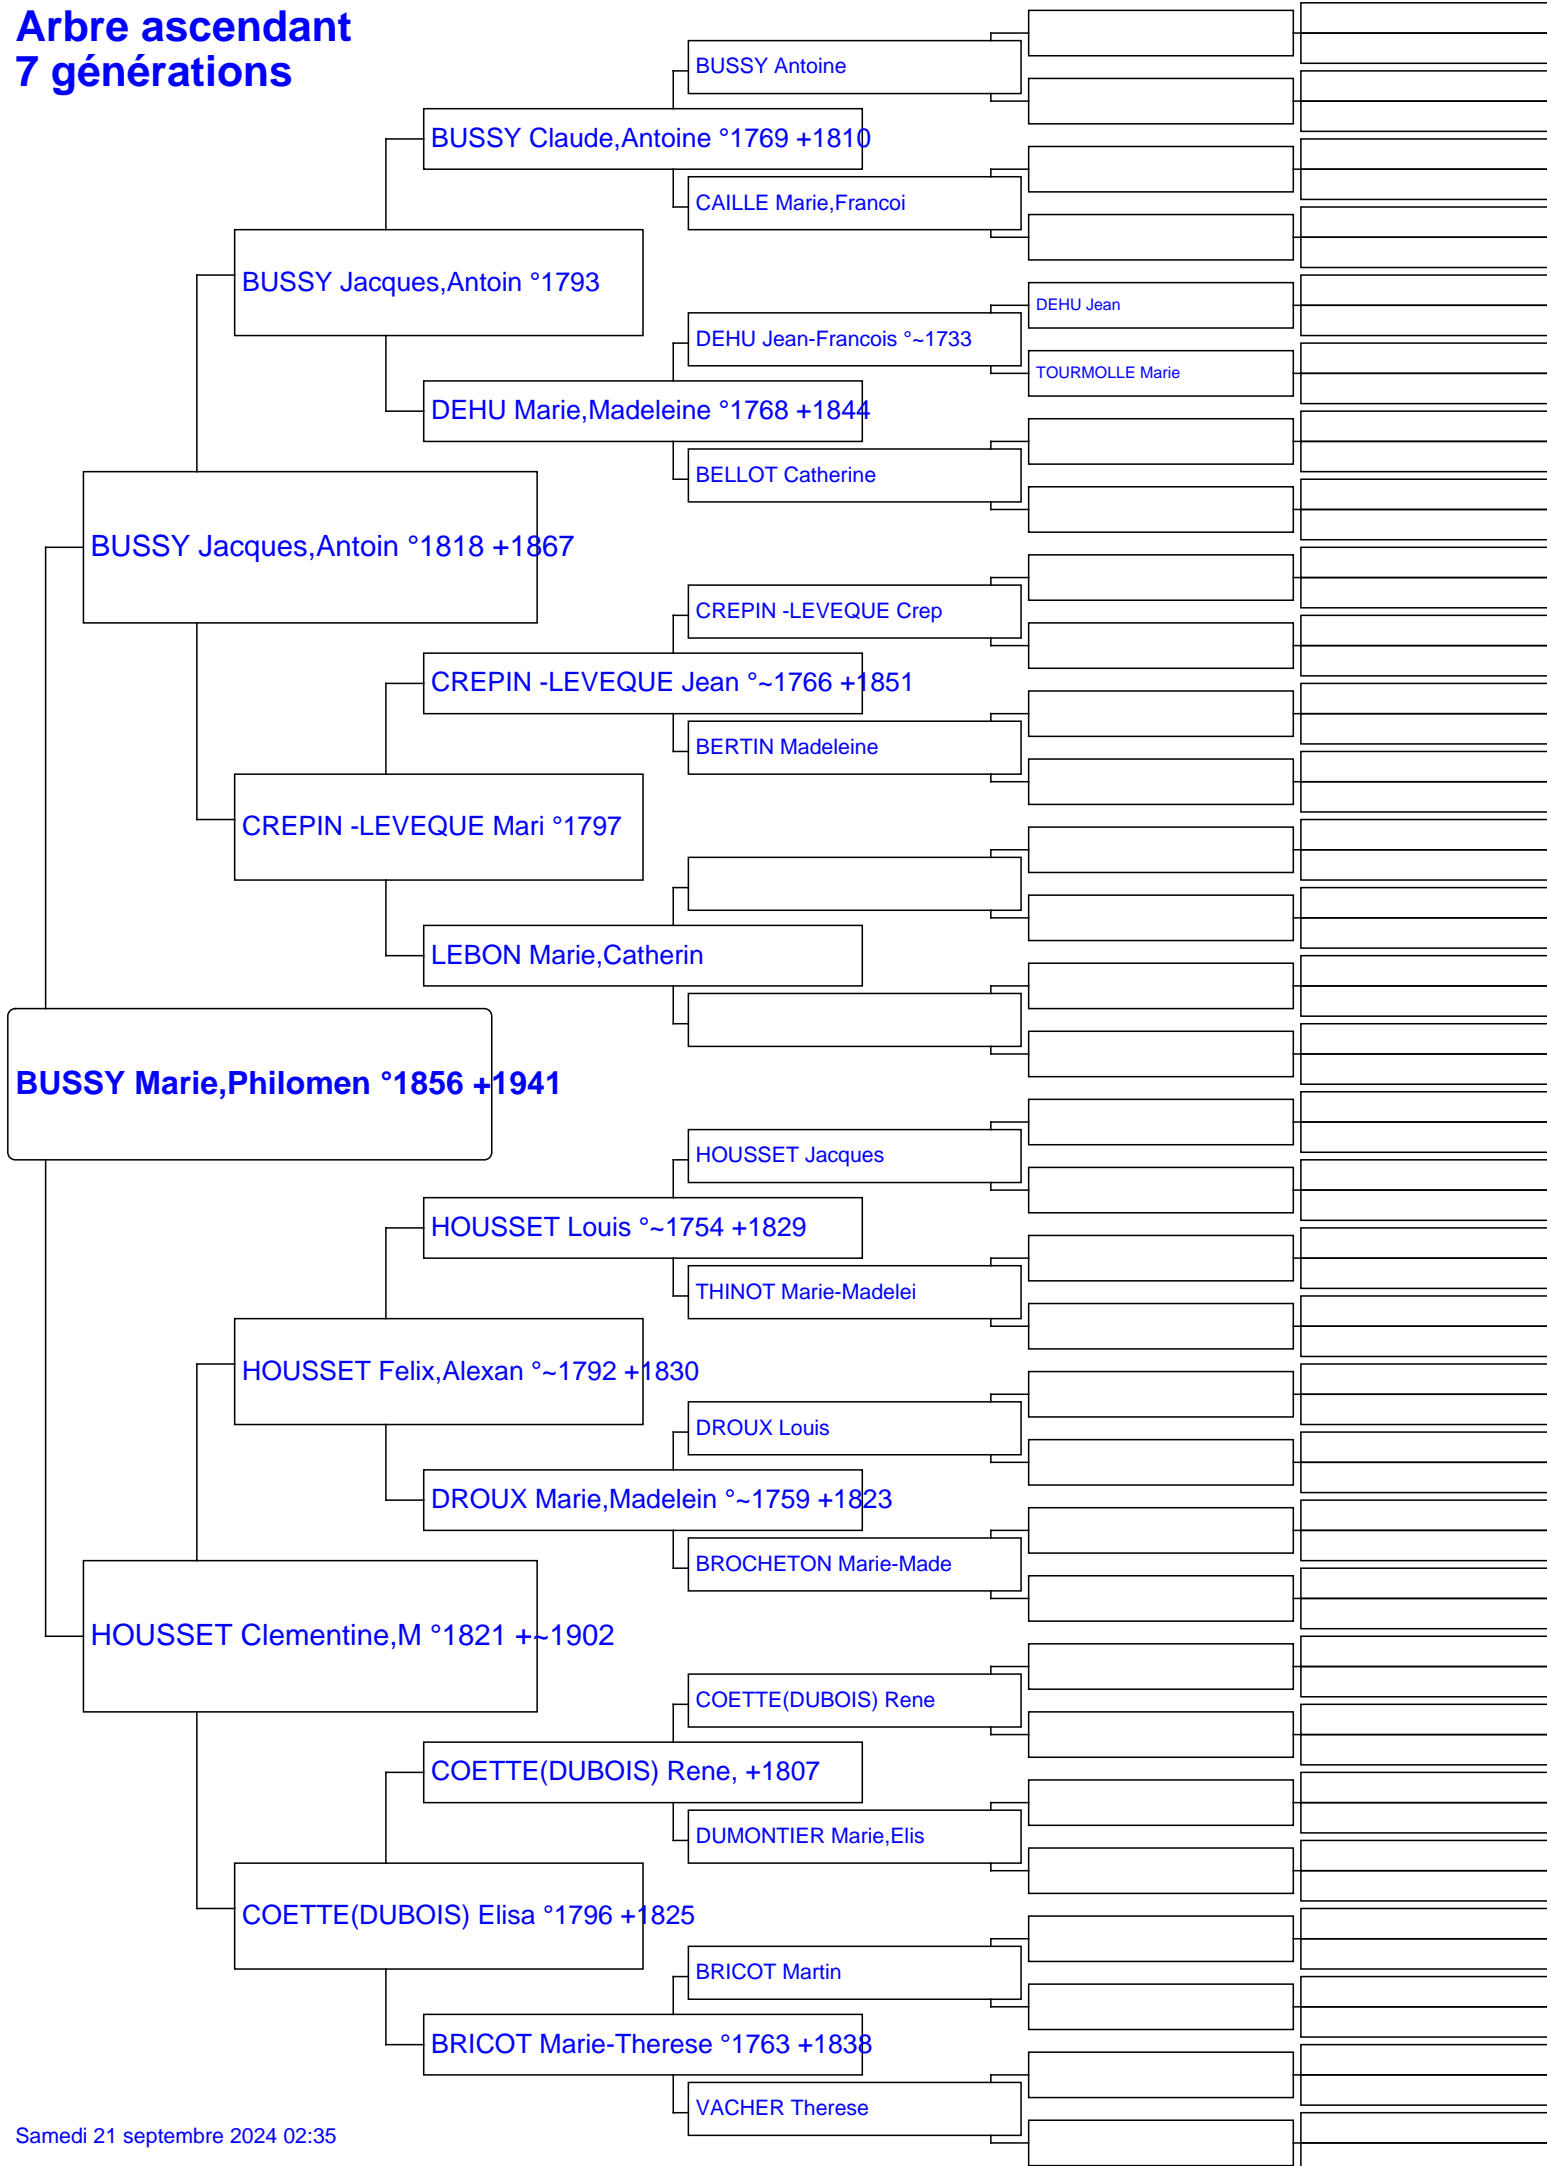 Arbre ascendant
7 générations
BUSSY Antoine
BUSSY Claude,Antoine °1769 +1810
CAILLE Marie,Francoi
BUSSY Jacques,Antoin °1793
DEHU Jean
DEHU Jean-Francois °~1733
TOURMOLLE Marie
DEHU Marie,Madeleine °1768 +1844
BELLOT Catherine
BUSSY Jacques,Antoin °1818 +1867
CREPIN -LEVEQUE Crep
CREPIN -LEVEQUE Jean °~1766 +1851
BERTIN Madeleine
CREPIN -LEVEQUE Mari °1797
LEBON Marie,Catherin
BUSSY Marie,Philomen °1856 +1941
HOUSSET Jacques
HOUSSET Louis °~1754 +1829
THINOT Marie-Madelei
HOUSSET Felix,Alexan °~1792 +1830
DROUX Louis
DROUX Marie,Madelein °~1759 +1823
BROCHETON Marie-Made
HOUSSET Clementine,M °1821 +~1902
COETTE(DUBOIS) Rene
COETTE(DUBOIS) Rene, +1807
DUMONTIER Marie,Elis
COETTE(DUBOIS) Elisa °1796 +1825
BRICOT Martin
BRICOT Marie-Therese °1763 +1838
VACHER Therese
Samedi 21 septembre 2024 02:35